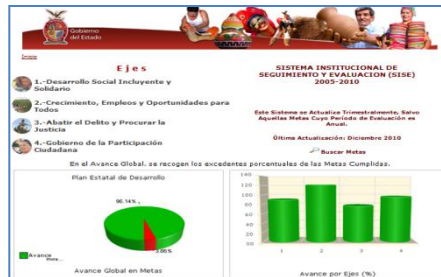 Gobierno
del Estado
Imprimir
E j e s
1.-Desarrollo Social Incluyente y
Solidario
2.-Crecimiento, Empleos y Oportunidades para
Todos
3.-Abatir el Delito y Procurar la
Justicia
4.-Gobierno de la Participación
Ciudadana
SISTEMA INSTITUCIONAL DE
SEGUIMIENTO Y EVALUACION (SISE)
2005-2010
Este Sistema se Actualiza Trimestralmente, Salvo
Aquellas Metas Cuyo Período de Evaluación es
Anual.
Última Actualización: Diciembre 2010
Buscar Metas
En el Avance Global, se recogen los excedentes porcentuales de las Metas Cumplidas.
Plan Estatal de Desarrollo
96.14%
3.86%
Avance
Avance Global en Metas
140
120
100
80
60
40
20
0
1 2 3 4
Avance por Ejes (%)